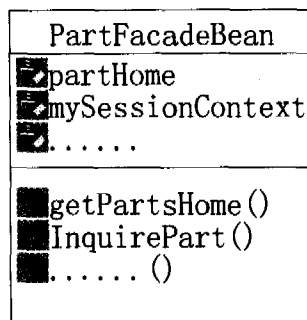 PartFacadeBean
partHome
mySessionContext
......
getPartsHome()
InquirePart()
......()